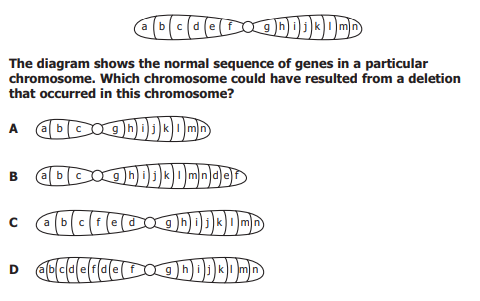 a b c d e f g h i j k l m n
The diagram shows the normal sequence of genes in a particular
chromosome. Which chromosome could have resulted from a deletion
that occurred in this chromosome?
A a b c g h i j k l m n
B a b c g h i j k l m n d e f
C a b c f e d g h i j k l m n
D a b c d e f d e f g h i j k l m n